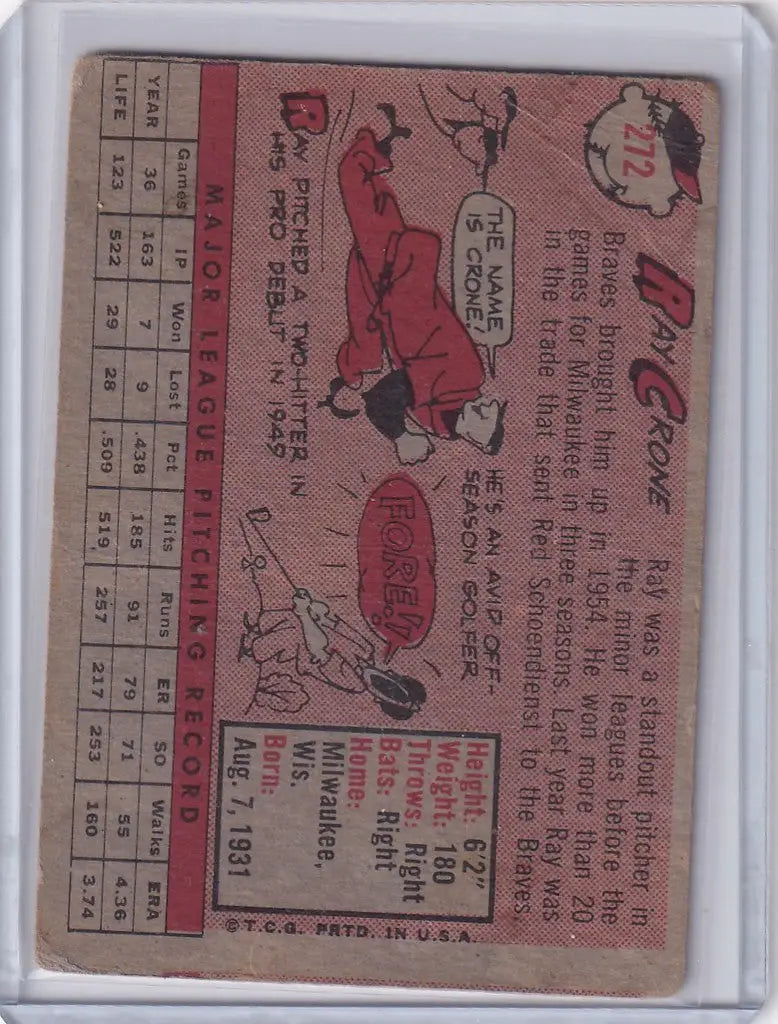 272
RAY CRONE
Ray was a standout pitcher in
the minor leagues before the
Braves brought him up in 1954. He won more than 20
games for Milwaukee in three seasons. Last year Ray was
in the trade that sent Red Schoendienst to the Braves.
THE NAME
IS CRONE!
RAY PITCHED A TWO-HITTER IN
HIS PRO DEBUT IN 1949
HE'S AN AVID OFF-
SEASON GOLFER
FORE!
Height: 6'2"
Weight: 180
Throws: Right
Bats: Right
Home:
Milwaukee,
Wis.
Born:
Aug. 7, 1931
©T.C.G. PRTD. IN U.S.A.
MAJOR LEAGUE PITCHING RECORD
Games IP Won Lost Pct Hits Runs ER SO Walks ERA
YEAR 36 163 7 9 .438 185 91 79 71 55 4.36
LIFE 123 522 29 28 .509 519 257 217 253 160 3.74